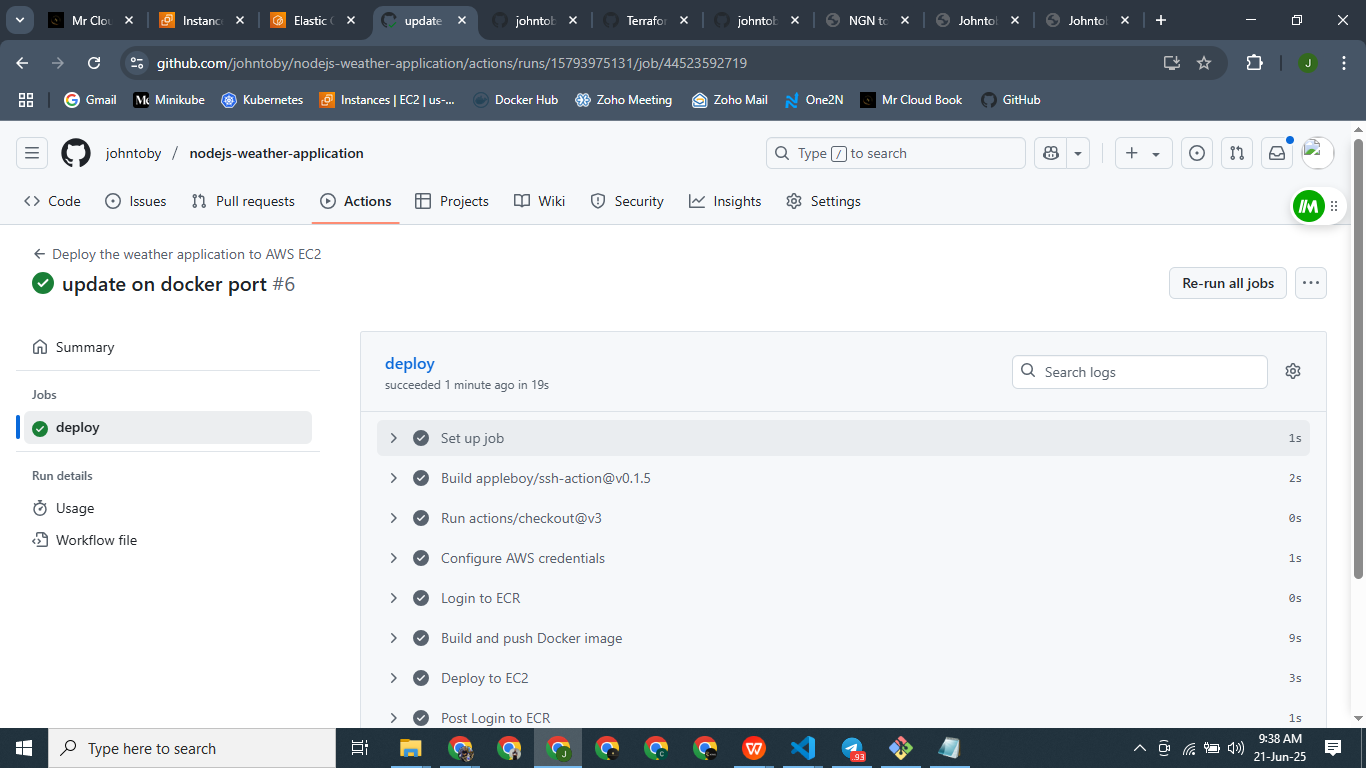 Mr Clou
Instance
Elastic C
update
johntob
Terrafor
johntob
NGN to
Johntob
Johntob
github.com/johntoby/nodejs-weather-application/actions/runs/15793975131/job/44523592719
J
Gmail
Minikube
Kubernetes
Instances | EC2 | us-...
Docker Hub
Zoho Meeting
Zoho Mail
One2N
Mr Cloud Book
GitHub
johntoby / nodejs-weather-application
Type / to search
Code
Issues
Pull requests
Actions
Projects
Wiki
Security
Insights
Settings
Deploy the weather application to AWS EC2
update on docker port #6
Re-run all jobs
Summary
Jobs
deploy
Run details
Usage
Workflow file
deploy
succeeded 1 minute ago in 19s
Search logs
Set up job 1s
Build appleboy/ssh-action@v0.1.5 2s
Run actions/checkout@v3 0s
Configure AWS credentials 1s
Login to ECR 0s
Build and push Docker image 9s
Deploy to EC2 3s
Post Login to ECR 1s
Type here to search
93
9:38 AM
21-Jun-25